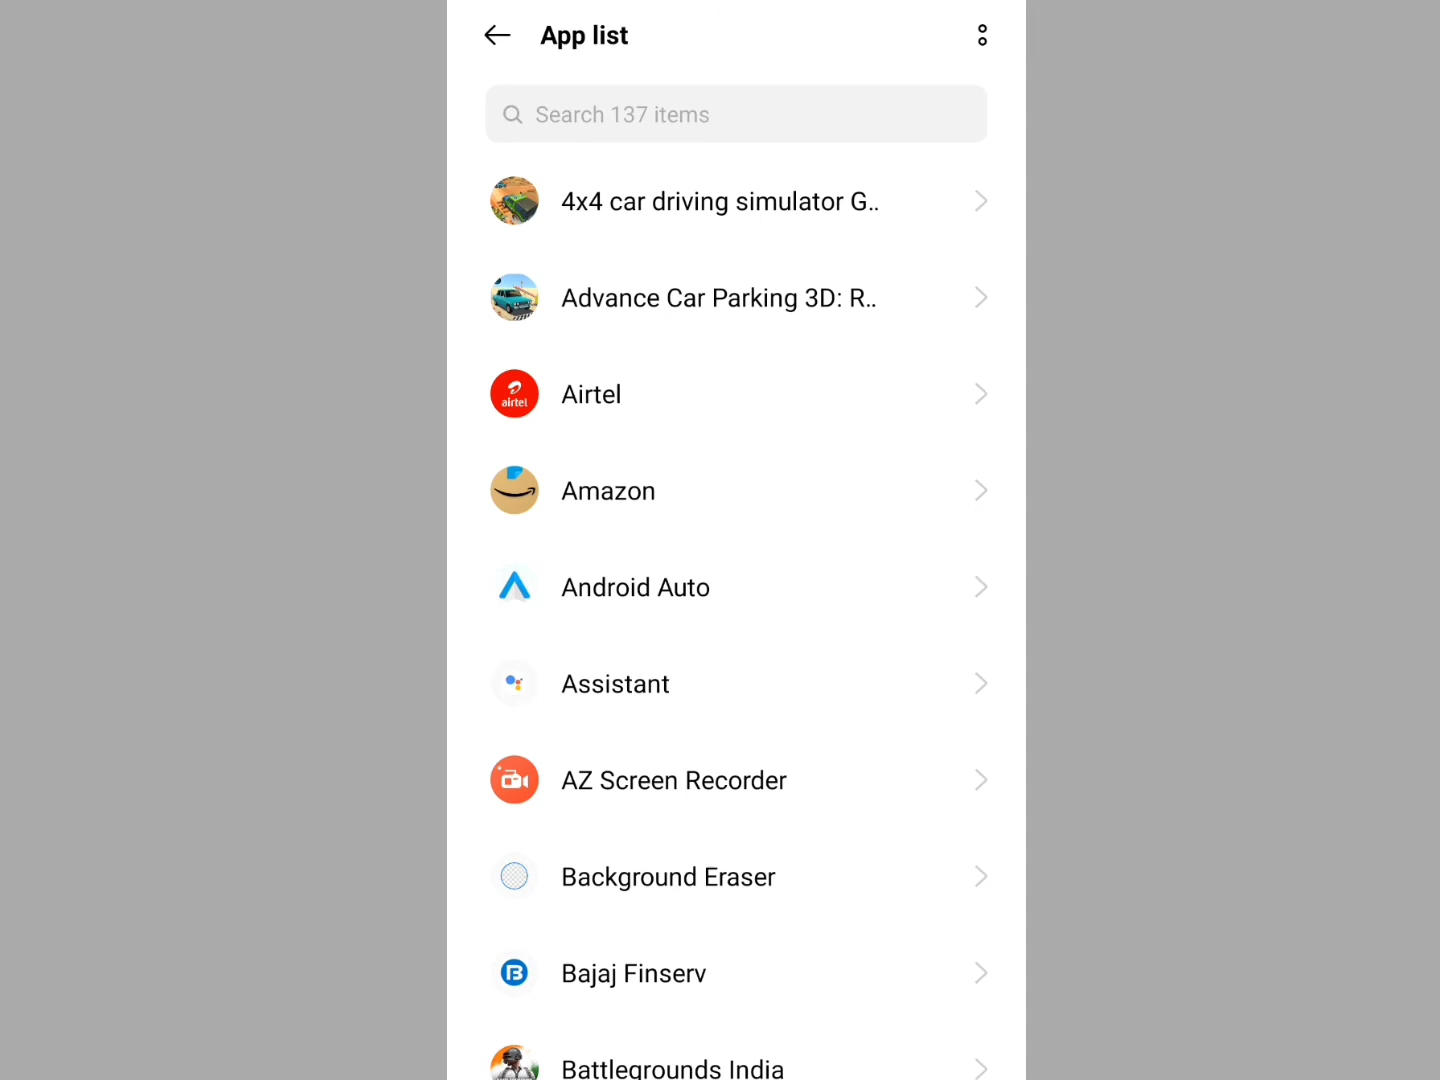 App list
Search 137 items
4x4 car driving simulator G..
Advance Car Parking 3D: R..
airtel
Airtel
Amazon
Android Auto
Assistant
AZ Screen Recorder
Background Eraser
B
Bajaj Finserv
Battlegrounds India